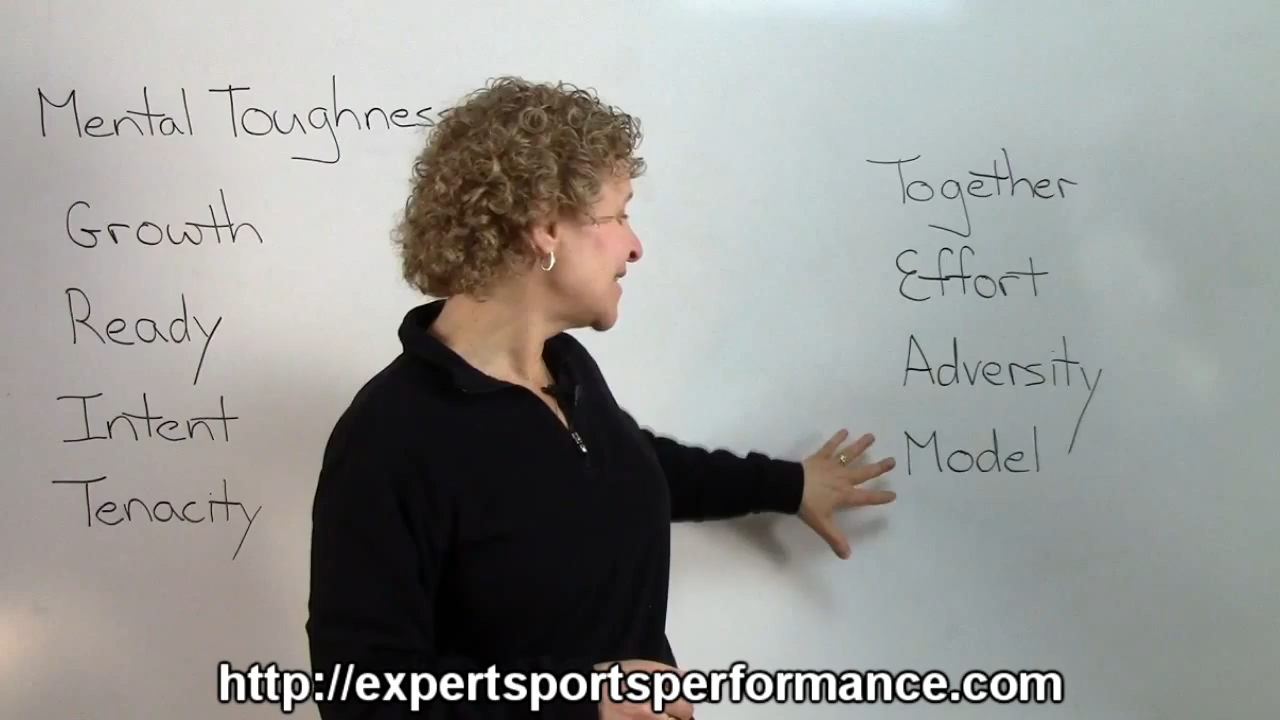 Mental Toughness
Growth
Ready
Intent
Tenacity
Together
Effort
Adversity
Model
http://expertsportsperformance.com